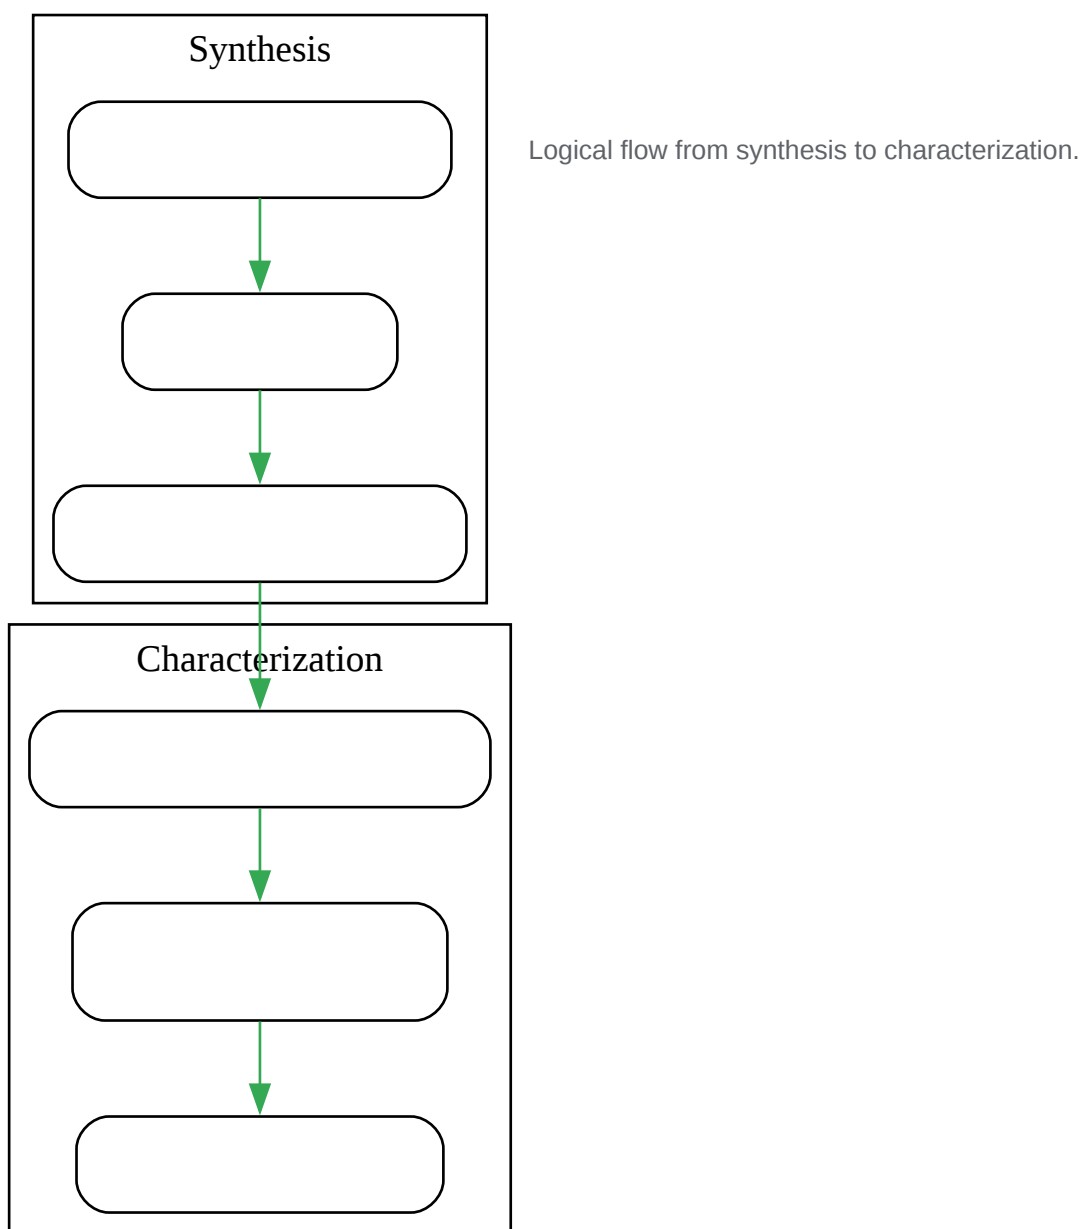 Synthesis
Logical flow from synthesis to characterization.
Characterization